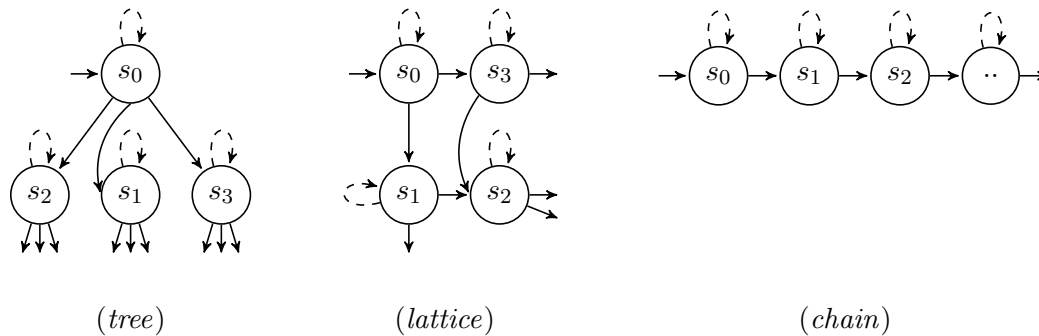 s0
s0 s3
s0 s1 s2 ..
s2 s1 s3
s1 s2
(tree) (lattice) (chain)